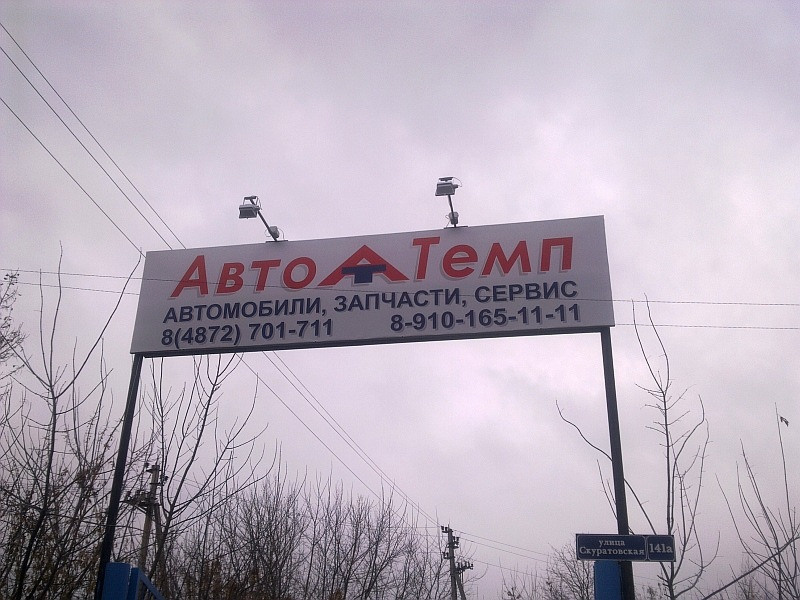 Авто Темп
АВТОМОБИЛИ, ЗАПЧАСТИ, СЕРВИС
8(4872) 701-711 8-910-165-11-11
улица
Скуратовская 141а